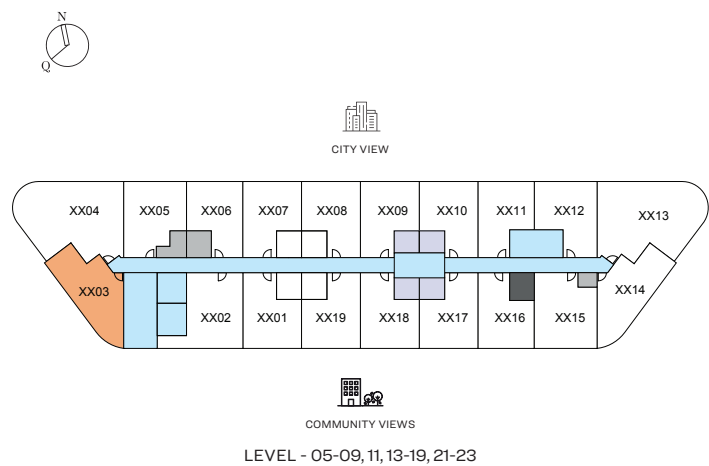 N
Q
CITY VIEW
XX04 XX05 XX06 XX07 XX08 XX09 XX10 XX11 XX12 XX13
XX03 XX14
XX02 XX01 XX19 XX18 XX17 XX16 XX15
COMMUNITY VIEWS
LEVEL - 05-09, 11, 13-19, 21-23